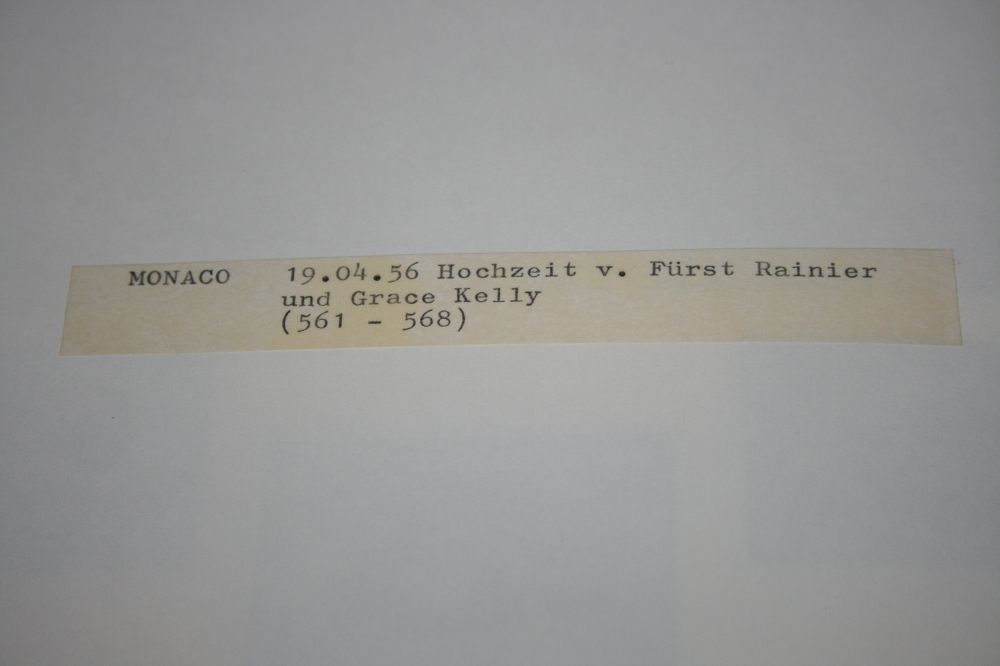 MONACO 19.04.56 Hochzeit v. Fürst Rainier
und Grace Kelly
(561 - 568)